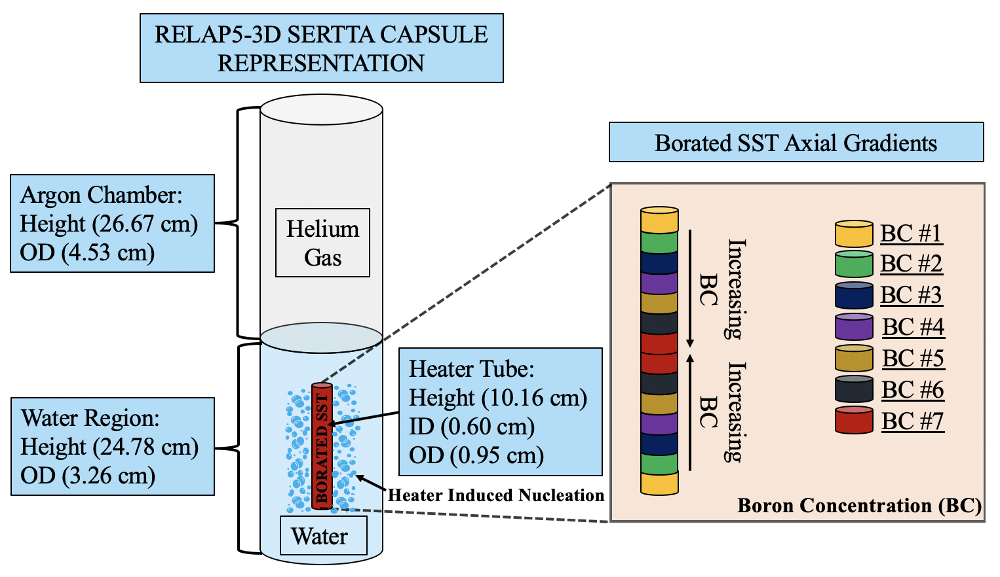 RELAP5-3D SERTTA CAPSULE
REPRESENTATION
Argon Chamber:
Height (26.67 cm)
OD (4.53 cm)
Helium
Gas
Water Region:
Height (24.78 cm)
OD (3.26 cm)
BORATED SST
Water
Heater Tube:
Height (10.16 cm)
ID (0.60 cm)
OD (0.95 cm)
Heater Induced Nucleation
Borated SST Axial Gradients
Increasing
BC
Increasing
BC
BC #1
BC #2
BC #3
BC #4
BC #5
BC #6
BC #7
Boron Concentration (BC)